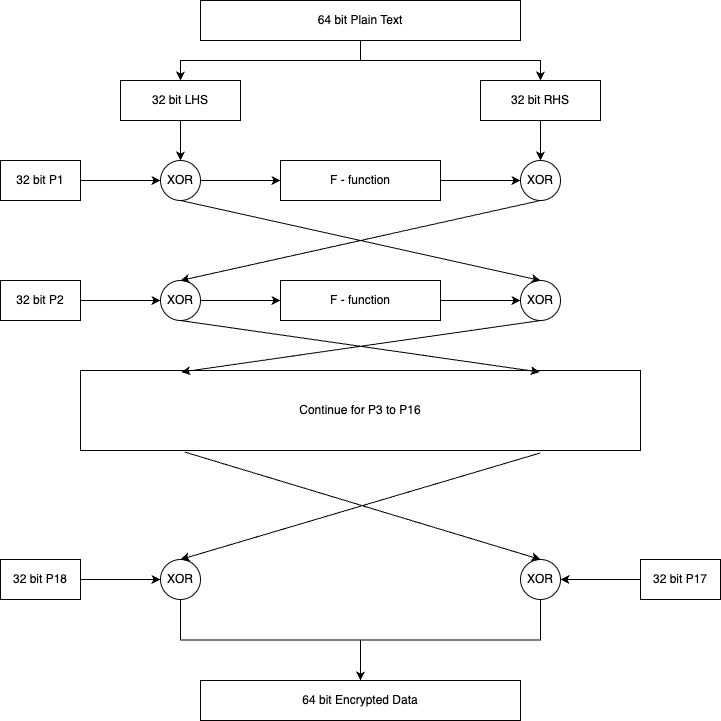 64 bit Plain Text
32 bit LHS
32 bit RHS
32 bit P1
XOR
F - function
XOR
32 bit P2
XOR
F - function
XOR
Continue for P3 to P16
32 bit P18
XOR
XOR
32 bit P17
64 bit Encrypted Data